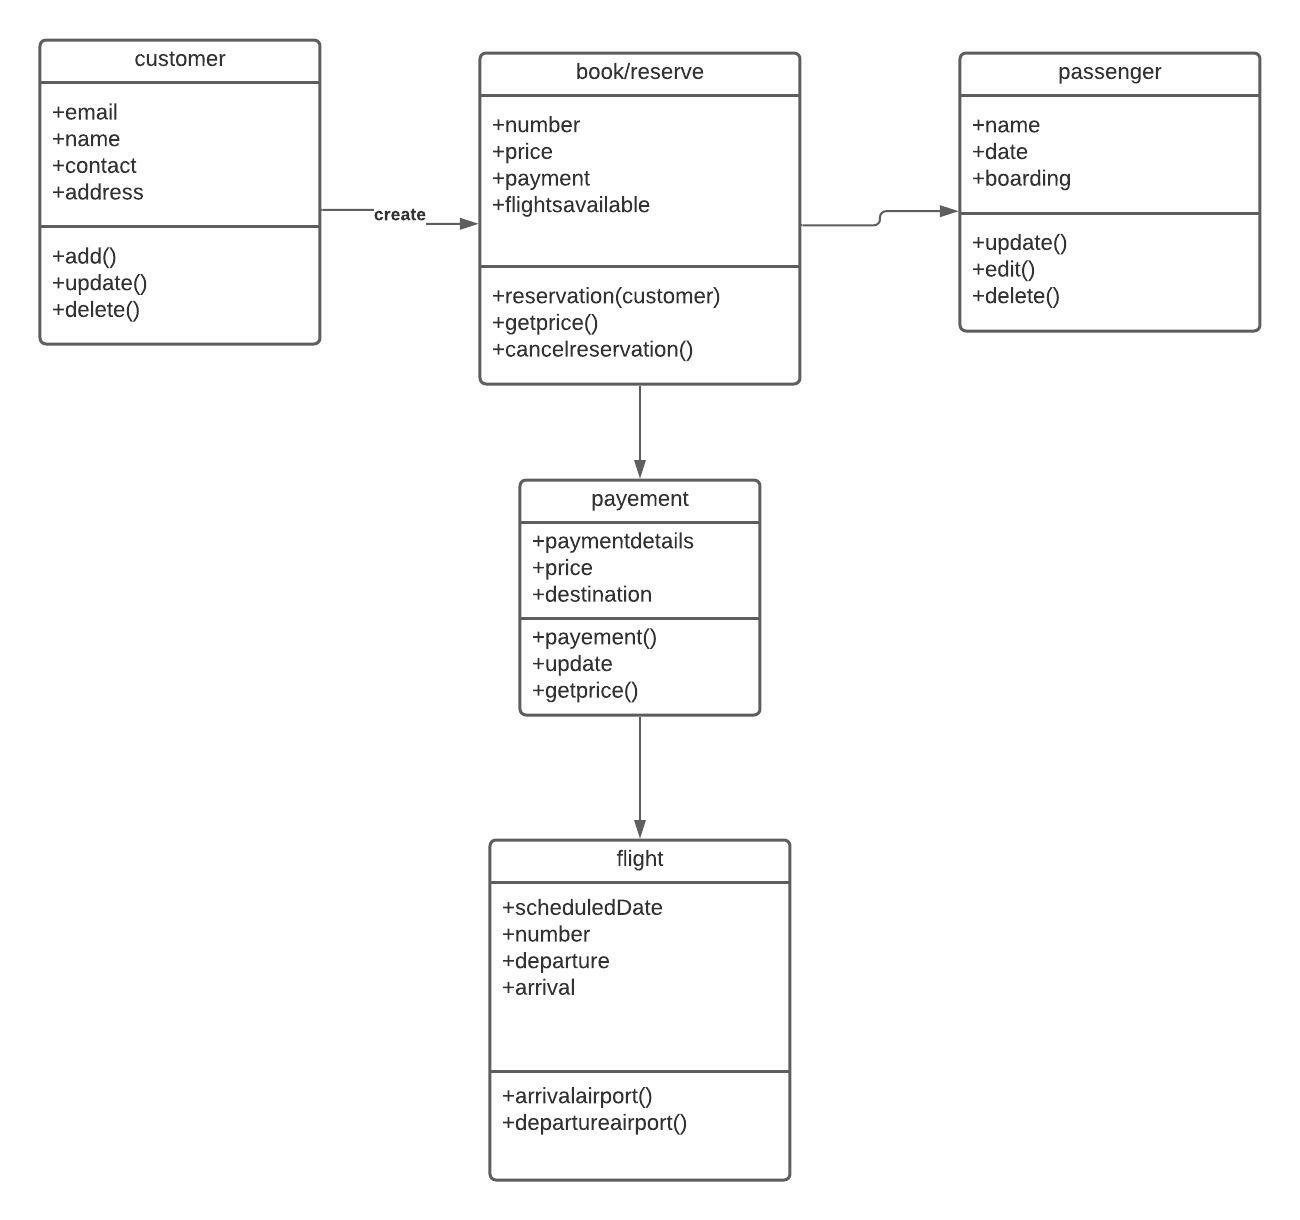 customer
+email
+name
+contact
+address
+add()
+update()
+delete()
create
book/reserve
+number
+price
+payment
+flightsavailable
+reservation(customer)
+getprice()
+cancelreservation()
passenger
+name
+date
+boarding
+update()
+edit()
+delete()
payement
+paymentdetails
+price
+destination
+payement()
+update
+getprice()
flight
+scheduledDate
+number
+departure
+arrival
+arrivalairport()
+departureairport()